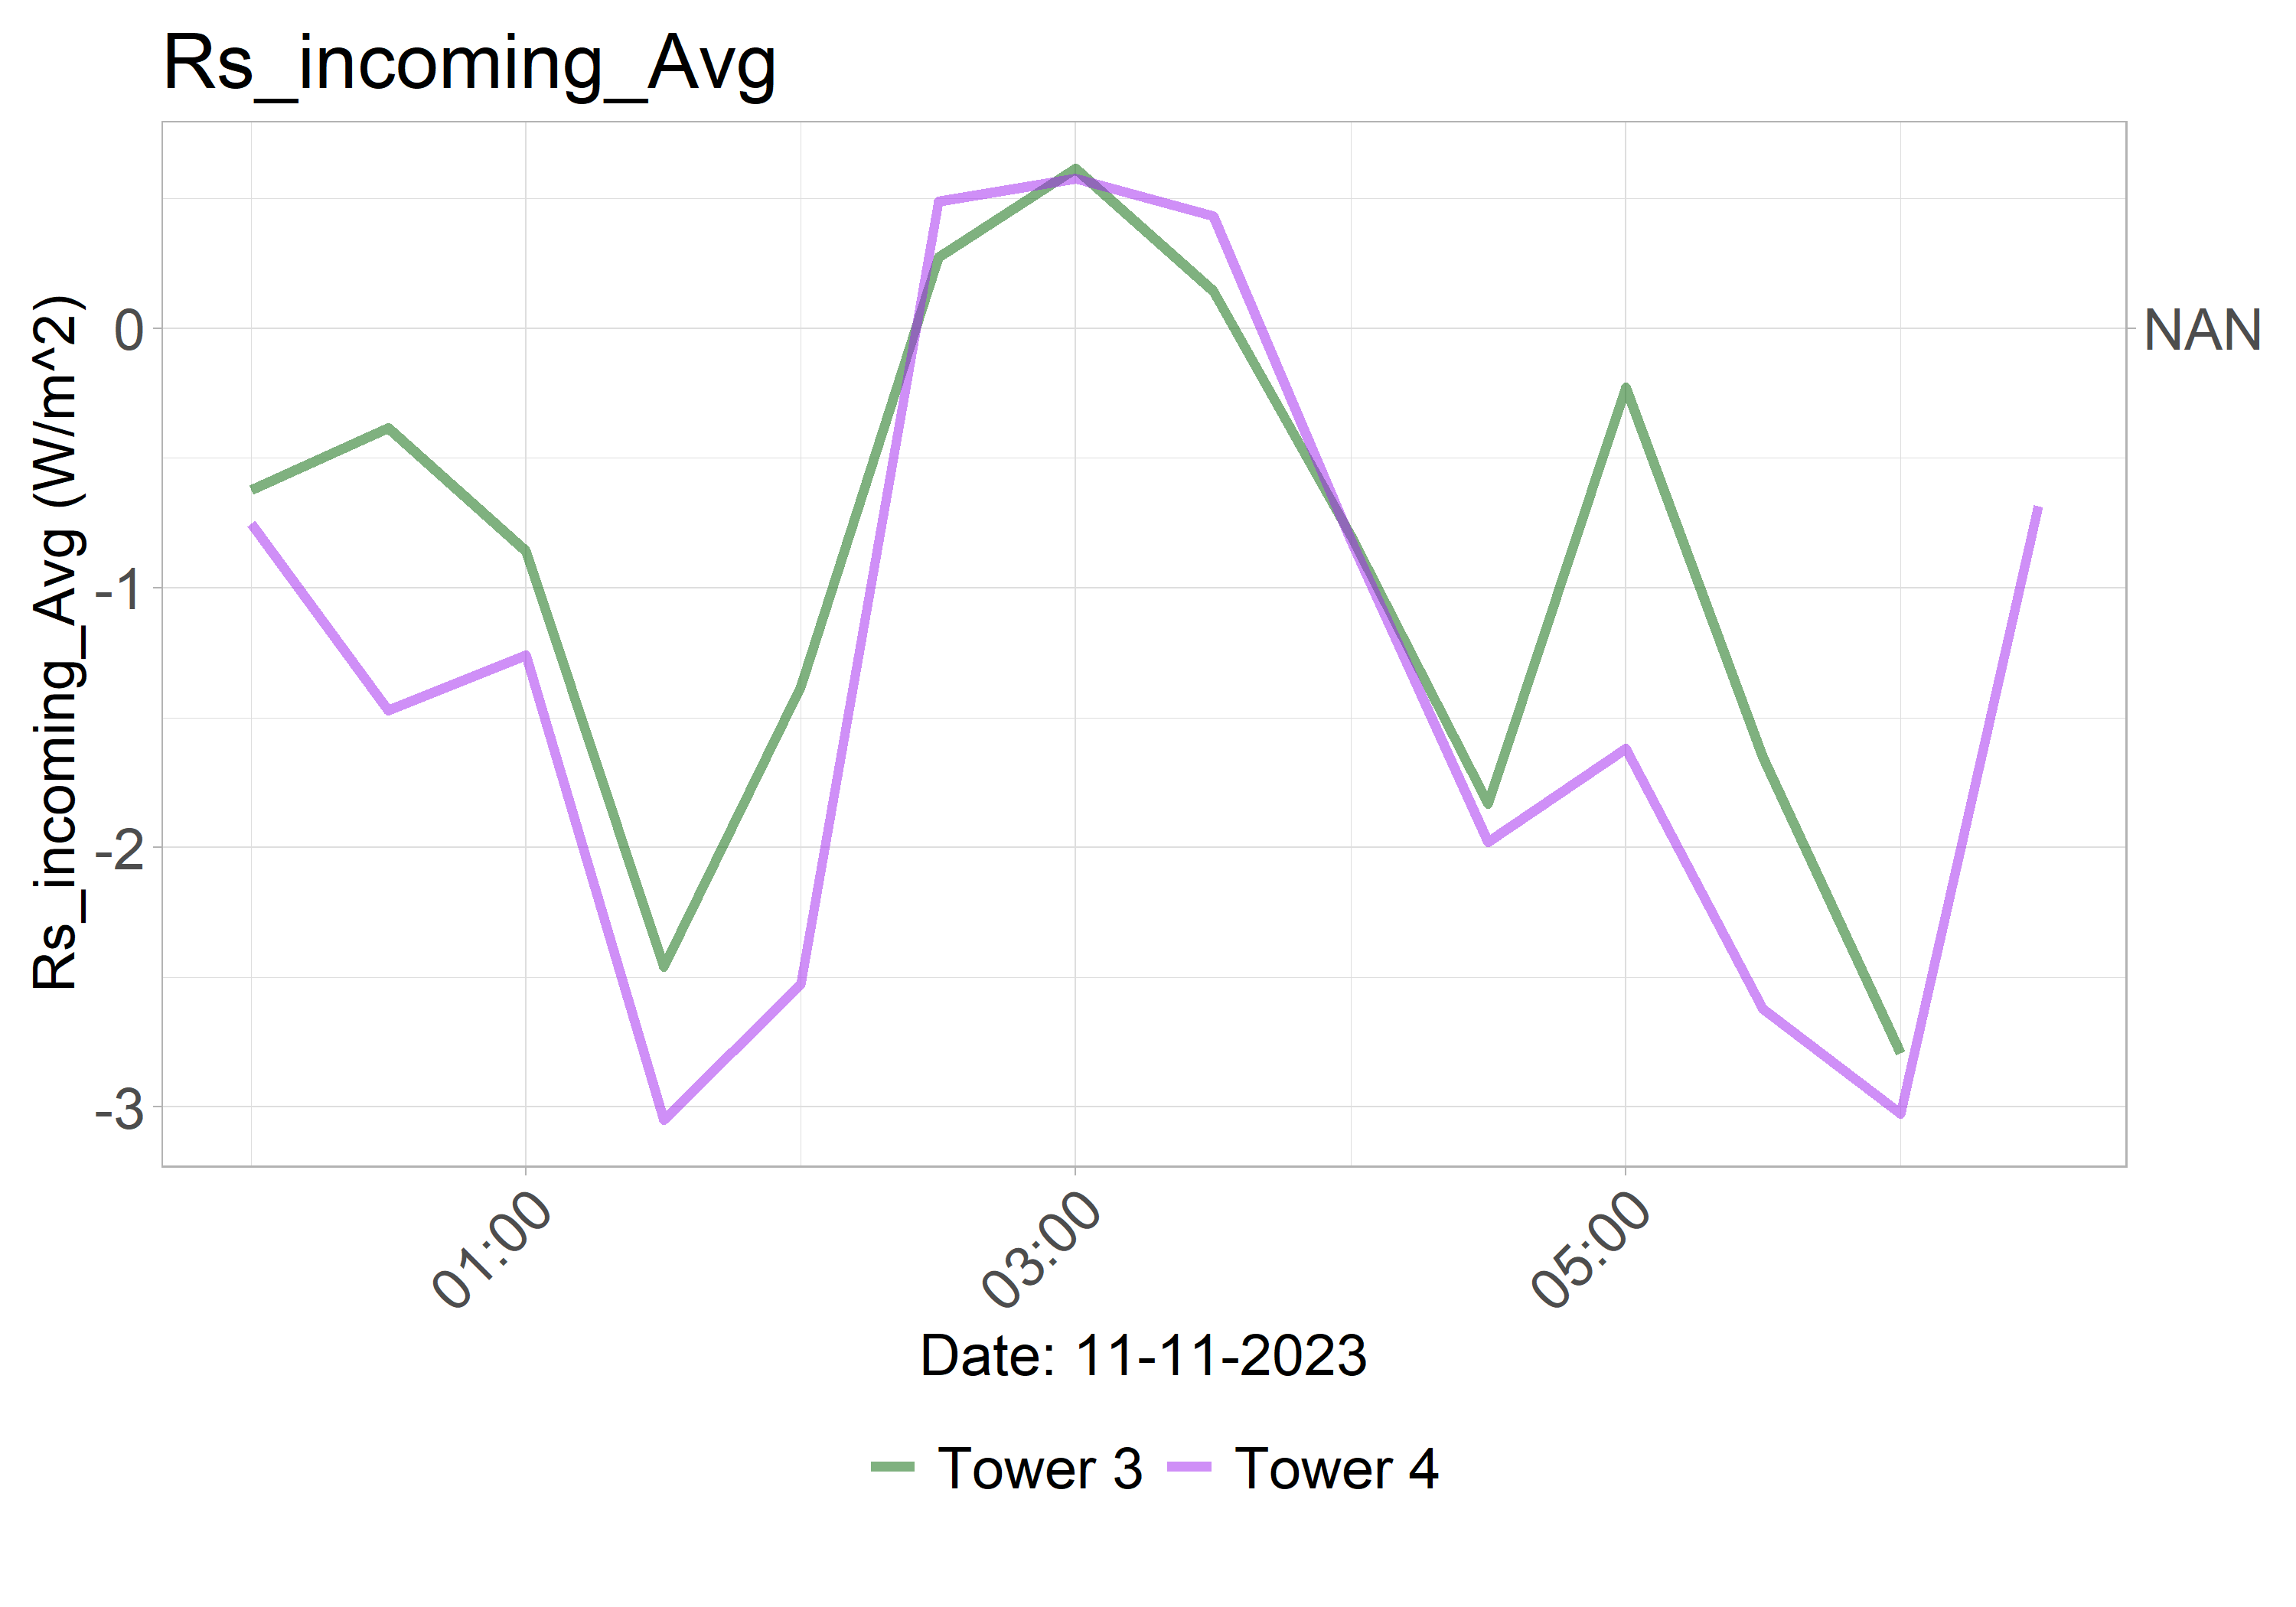 Rs_incoming_Avg
Rs_incoming_Avg (W/m^2)
0
-1
-2
-3
NAN
01:00
03:00
05:00
Date: 11-11-2023
Tower 3
Tower 4